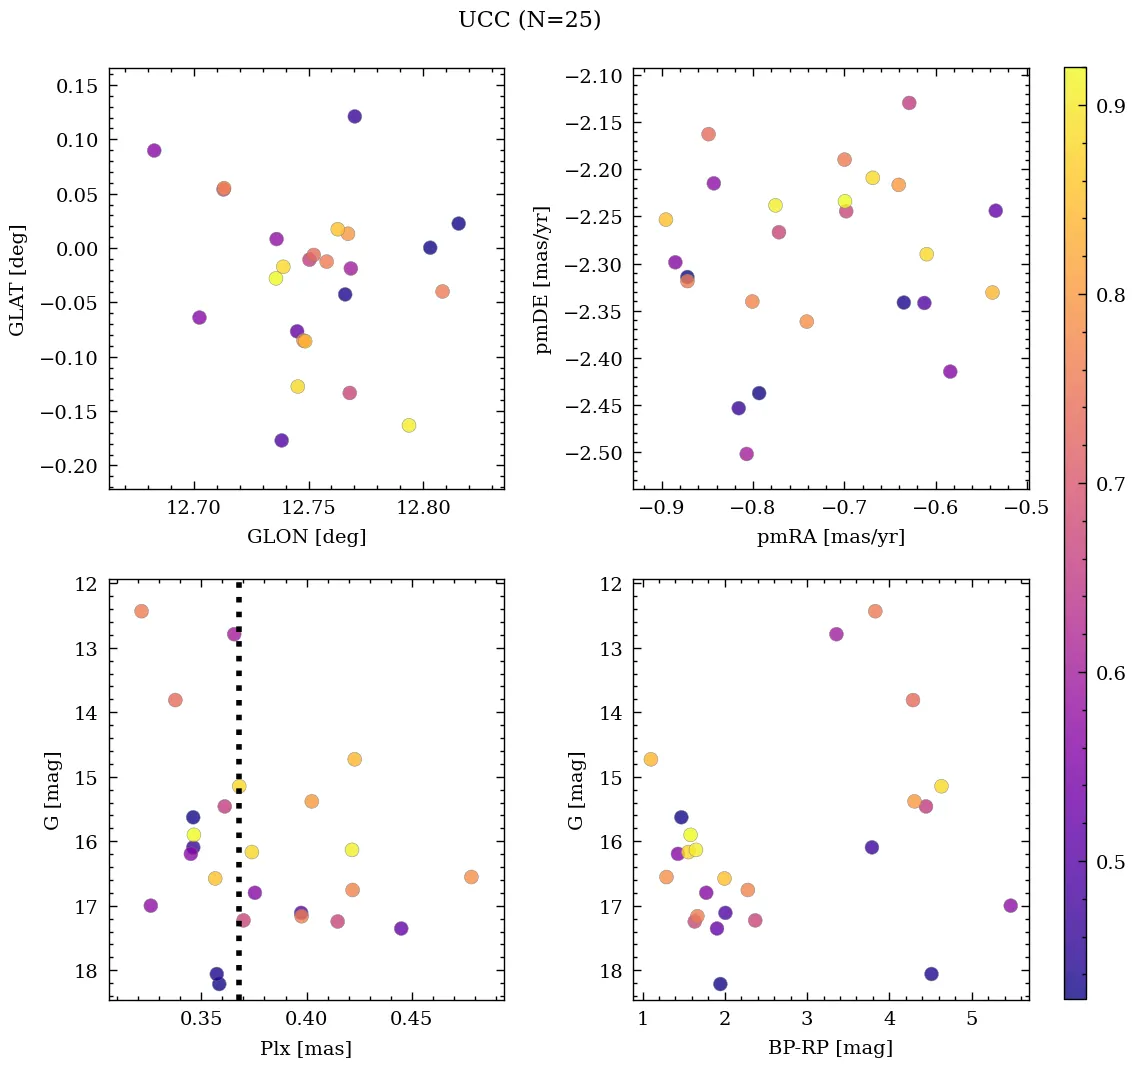 UCC (N=25)
0.15
0.10
0.05
0.00
−0.05
−0.10
−0.15
−0.20
GLAT [deg]
12.70 12.75 12.80
GLON [deg]
−2.10
−2.15
−2.20
−2.25
−2.30
−2.35
−2.40
−2.45
−2.50
pmDE [mas/yr]
−0.9 −0.8 −0.7 −0.6 −0.5
pmRA [mas/yr]
12
13
14
15
16
17
18
G [mag]
0.35 0.40 0.45
Plx [mas]
12
13
14
15
16
17
18
G [mag]
1 2 3 4 5
BP-RP [mag]
0.9
0.8
0.7
0.6
0.5